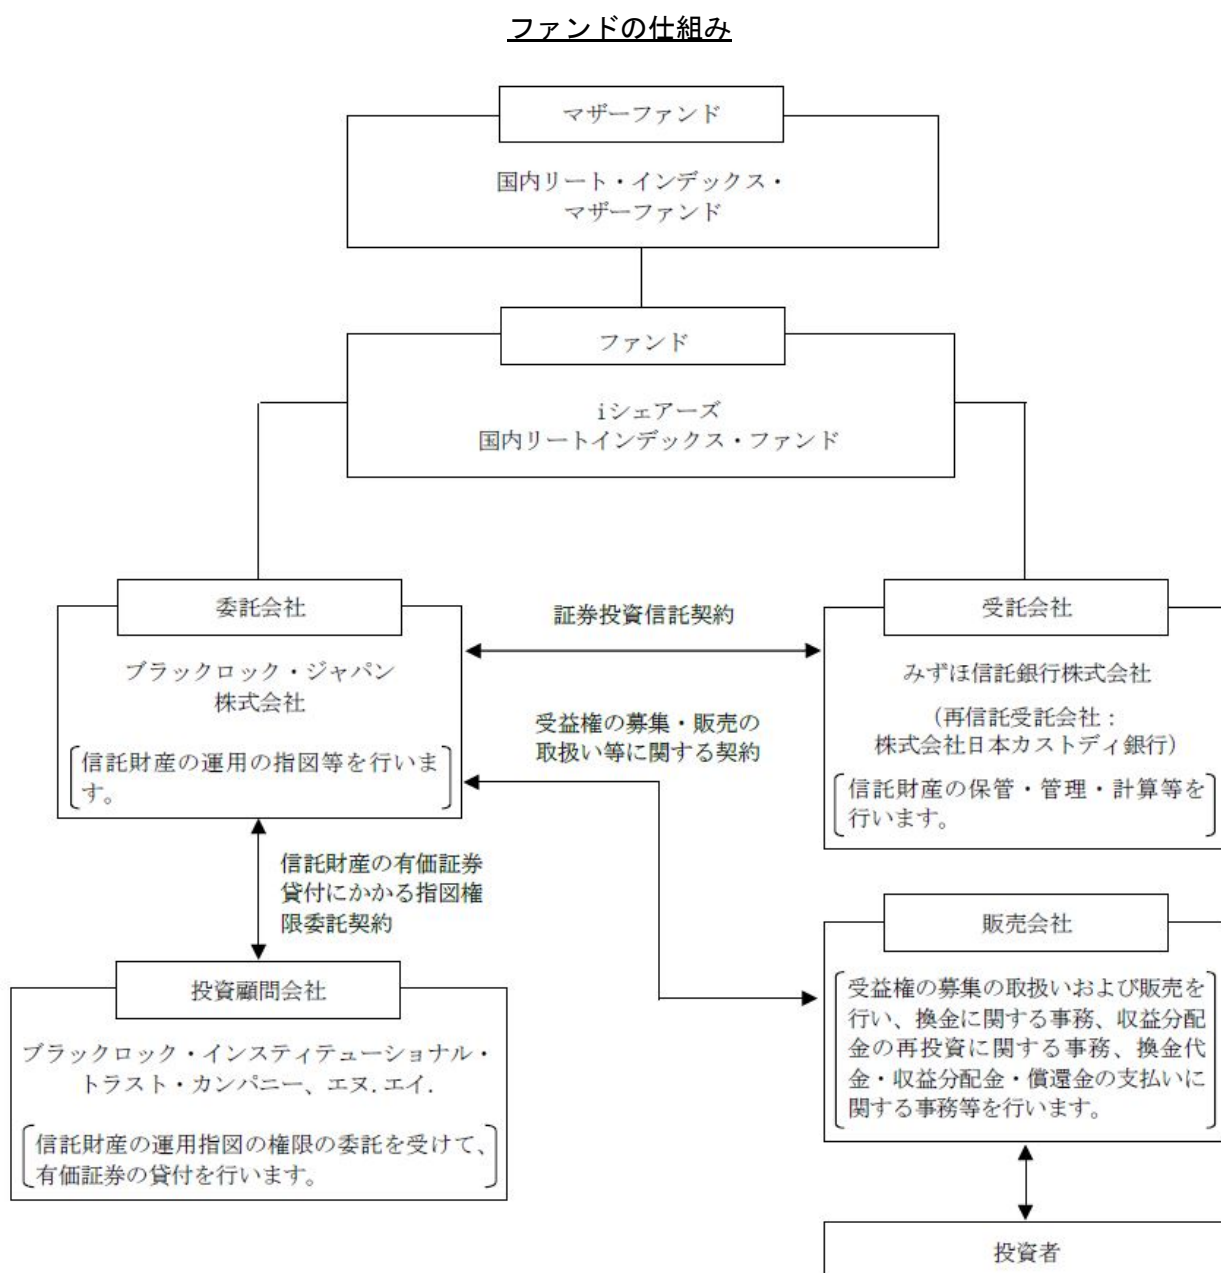 ファンドの仕組み
マザーファンド
国内リート・インデックス・
マザーファンド
ファンド
iシェアーズ
国内リートインデックス・ファンド
委託会社
ブラックロック・ジャパン
株式会社
信託財産の運用の指図等を行いま
す。
証券投資信託契約
受益権の募集・販売の
取扱い等に関する契約
受託会社
みずほ信託銀行株式会社
（再信託受託会社：
株式会社日本カストディ銀行）
信託財産の保管・管理・計算等を
行います。
信託財産の有価証券
貸付にかかる指図権
限委託契約
投資顧問会社
ブラックロック・インスティテューショナル・
トラスト・カンパニー、エヌ.エイ.
信託財産の運用指図の権限の委託を受けて、
有価証券の貸付を行います。
販売会社
受益権の募集の取扱いおよび販売を
行い、換金に関する事務、収益分配
金の再投資に関する事務、換金代
金・収益分配金・償還金の支払いに
関する事務等を行います。
投資者